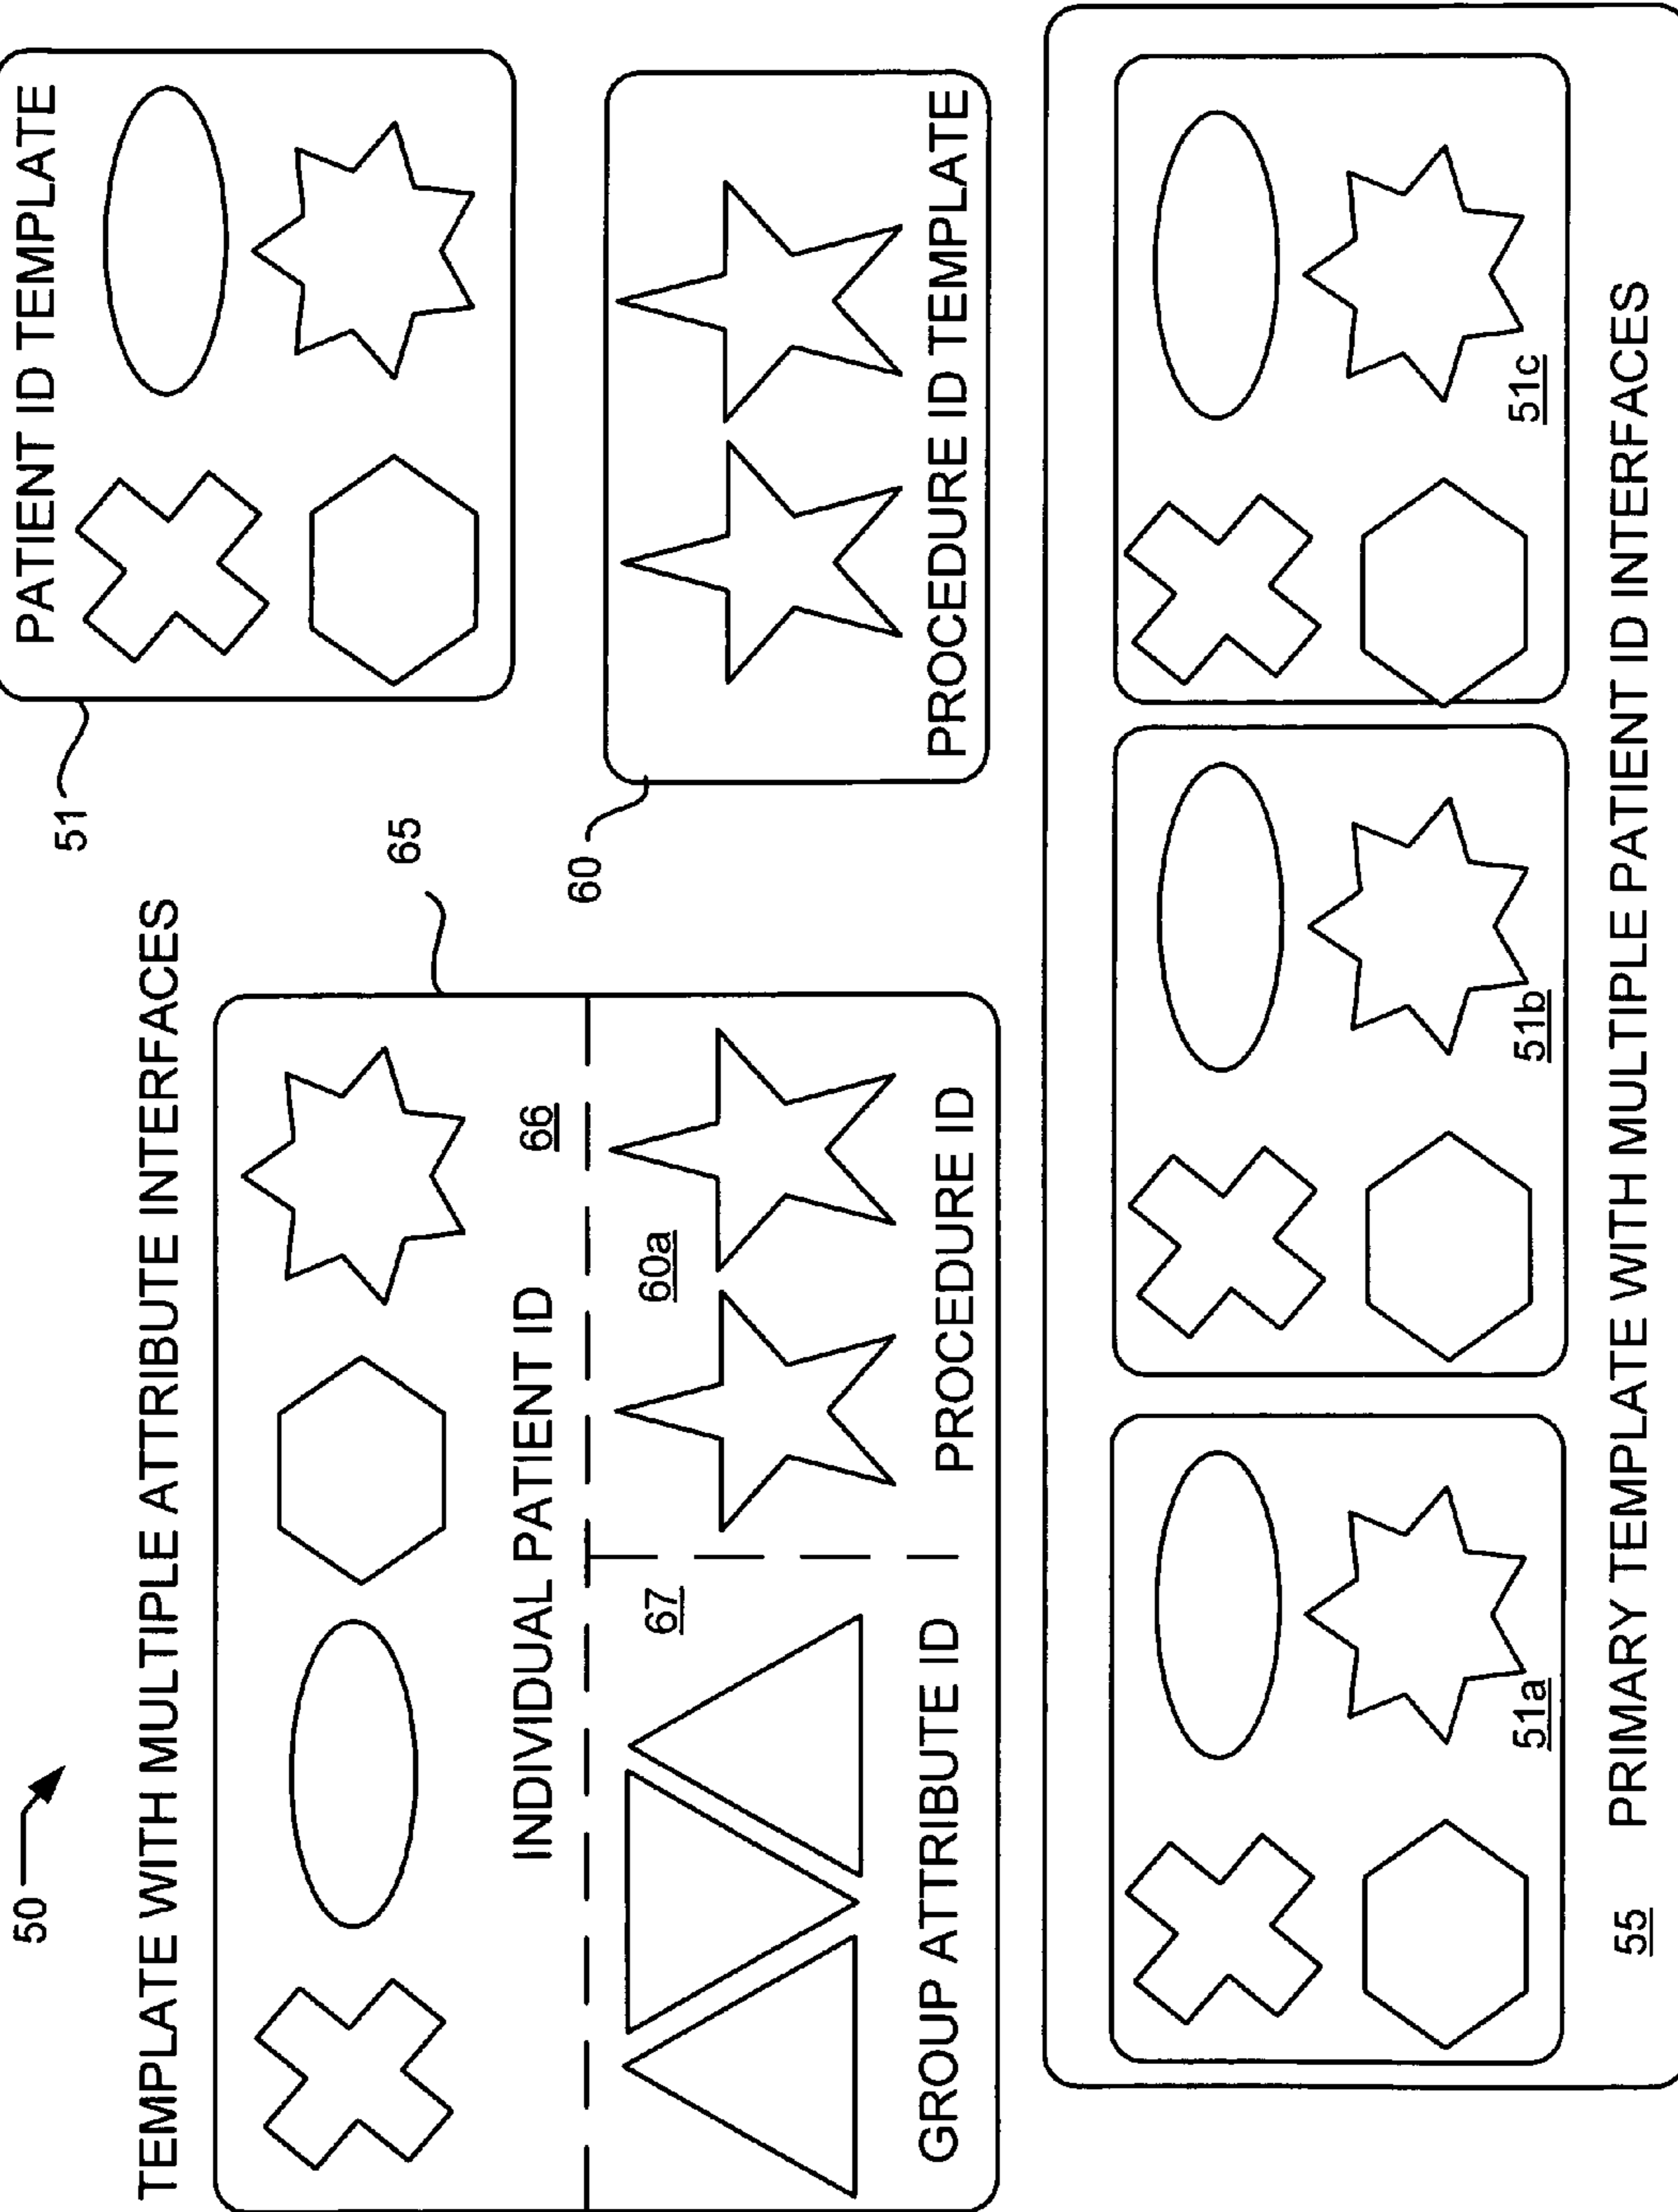 50
TEMPLATE WITH MULTIPLE ATTRIBUTE INTERFACES
65
INDIVIDUAL PATIENT ID
66
67
GROUP ATTRIBUTE ID
60a
PROCEDURE ID
51
PATIENT ID TEMPLATE
60
PROCEDURE ID TEMPLATE
51a
51b
51c
55
PRIMARY TEMPLATE WITH MULTIPLE PATIENT ID INTERFACES